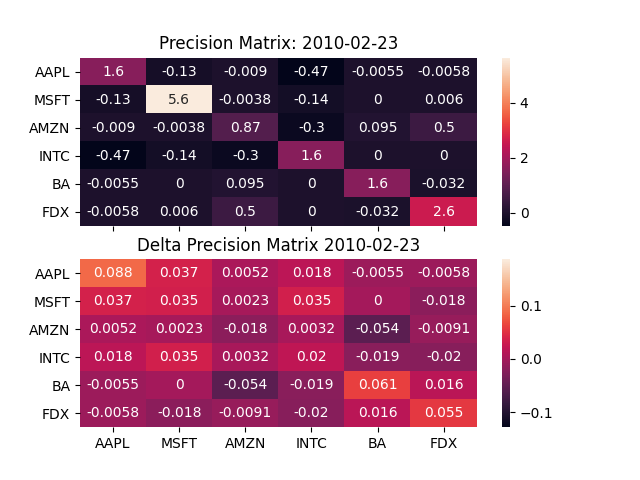 Precision Matrix: 2010-02-23
AAPL 1.6 -0.13 -0.009 -0.47 -0.0055 -0.0058
MSFT -0.13 5.6 -0.0038 -0.14 0 0.006
4
AMZN -0.009 -0.0038 0.87 -0.3 0.095 0.5
INTC -0.47 -0.14 -0.3 1.6 0 0
2
BA -0.0055 0 0.095 0 1.6 -0.032
FDX -0.0058 0.006 0.5 0 -0.032 2.6
0
Delta Precision Matrix 2010-02-23
AAPL 0.088 0.037 0.0052 0.018 -0.0055 -0.0058
MSFT 0.037 0.035 0.0023 0.035 0 -0.018
0.1
AMZN 0.0052 0.0023 -0.018 0.0032 -0.054 -0.0091
INTC 0.018 0.035 0.0032 0.02 -0.019 -0.02
0.0
BA -0.0055 0 -0.054 -0.019 0.061 0.016
FDX -0.0058 -0.018 -0.0091 -0.02 0.016 0.055
−0.1
AAPL MSFT AMZN INTC BA FDX